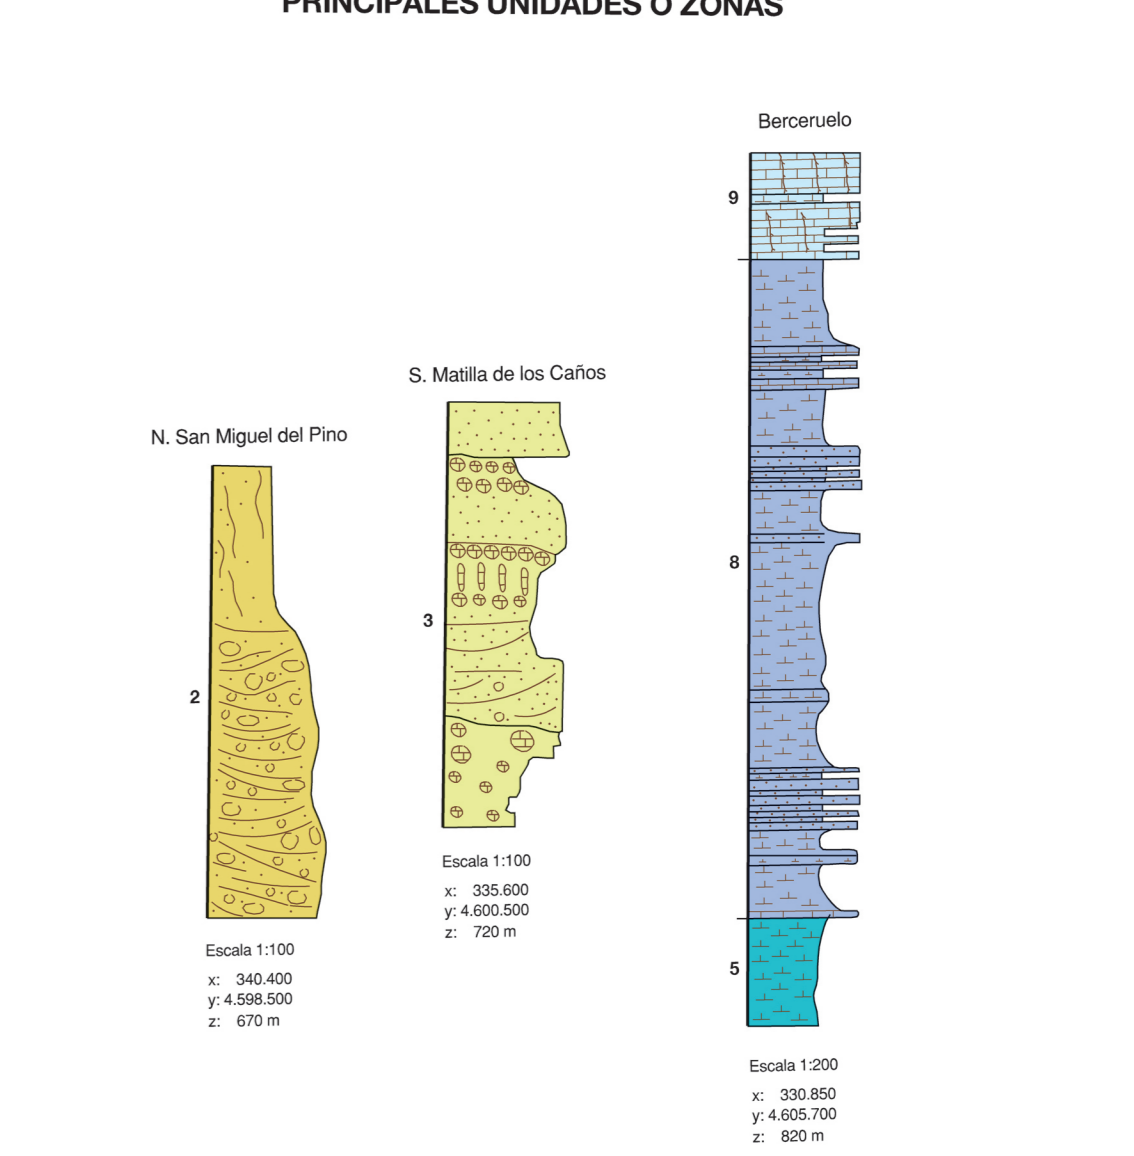 PRINCIPALES UNIDADES O ZONAS
Berceruelo
9
8
5
Escala 1:200
x: 330.850
y: 4.605.700
z: 820 m
S. Matilla de los Caños
3
Escala 1:100
x: 335.600
y: 4.600.500
z: 720 m
N. San Miguel del Pino
2
Escala 1:100
x: 340.400
y: 4.598.500
z: 670 m